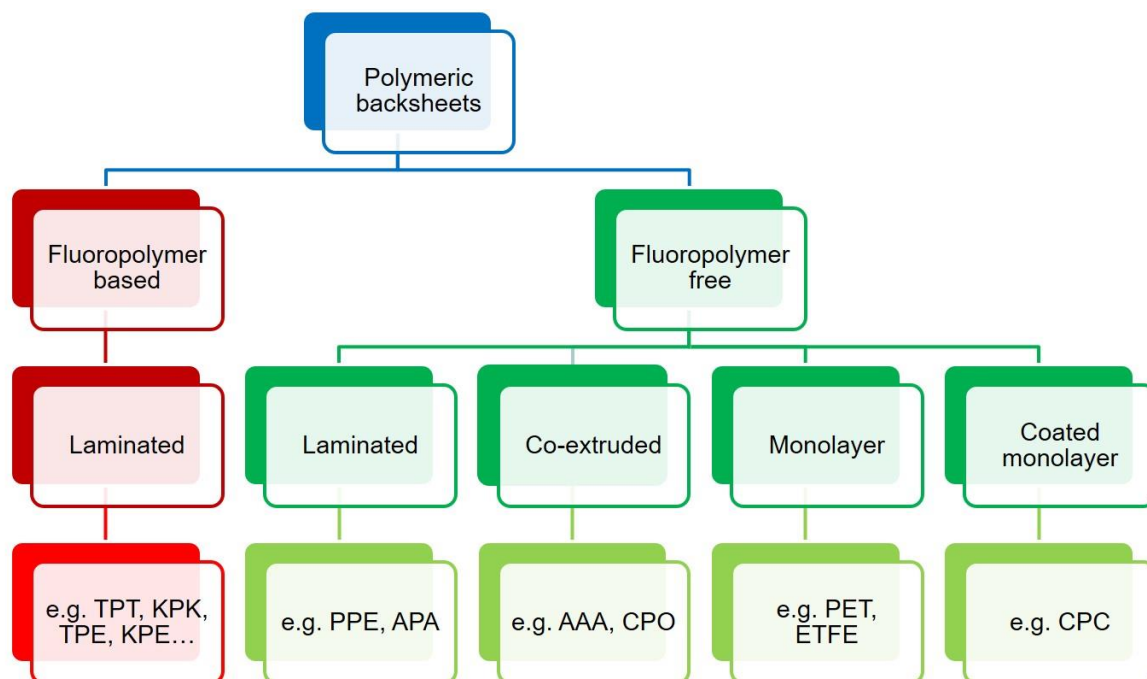 Polymeric
backsheets
Fluoropolymer
based
Fluoropolymer
free
Laminated
Laminated
Co-extruded
Monolayer
Coated
monolayer
e.g. TPT, KPK,
TPE, KPE…
e.g. PPE, APA
e.g. AAA, CPO
e.g. PET,
ETFE
e.g. CPC